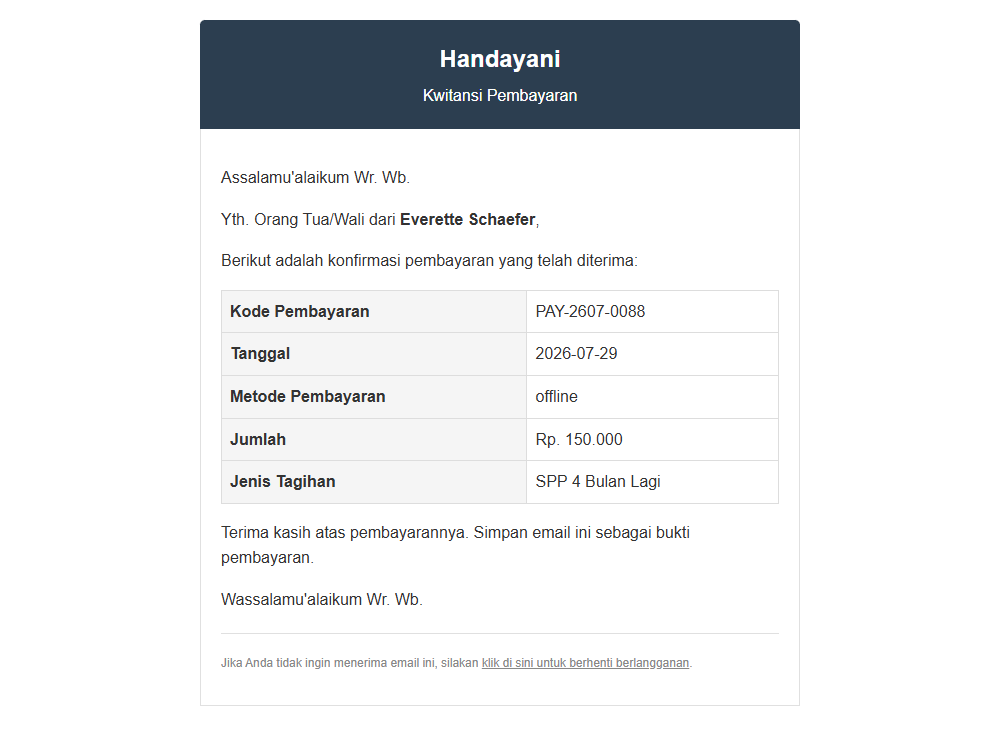 Handayani
Kwitansi Pembayaran
Assalamu'alaikum Wr. Wb.
Yth. Orang Tua/Wali dari Everette Schaefer,
Berikut adalah konfirmasi pembayaran yang telah diterima:
Kode Pembayaran PAY-2607-0088
Tanggal 2026-07-29
Metode Pembayaran offline
Jumlah Rp. 150.000
Jenis Tagihan SPP 4 Bulan Lagi
Terima kasih atas pembayarannya. Simpan email ini sebagai bukti
pembayaran.
Wassalamu'alaikum Wr. Wb.
Jika Anda tidak ingin menerima email ini, silakan klik di sini untuk berhenti berlangganan.